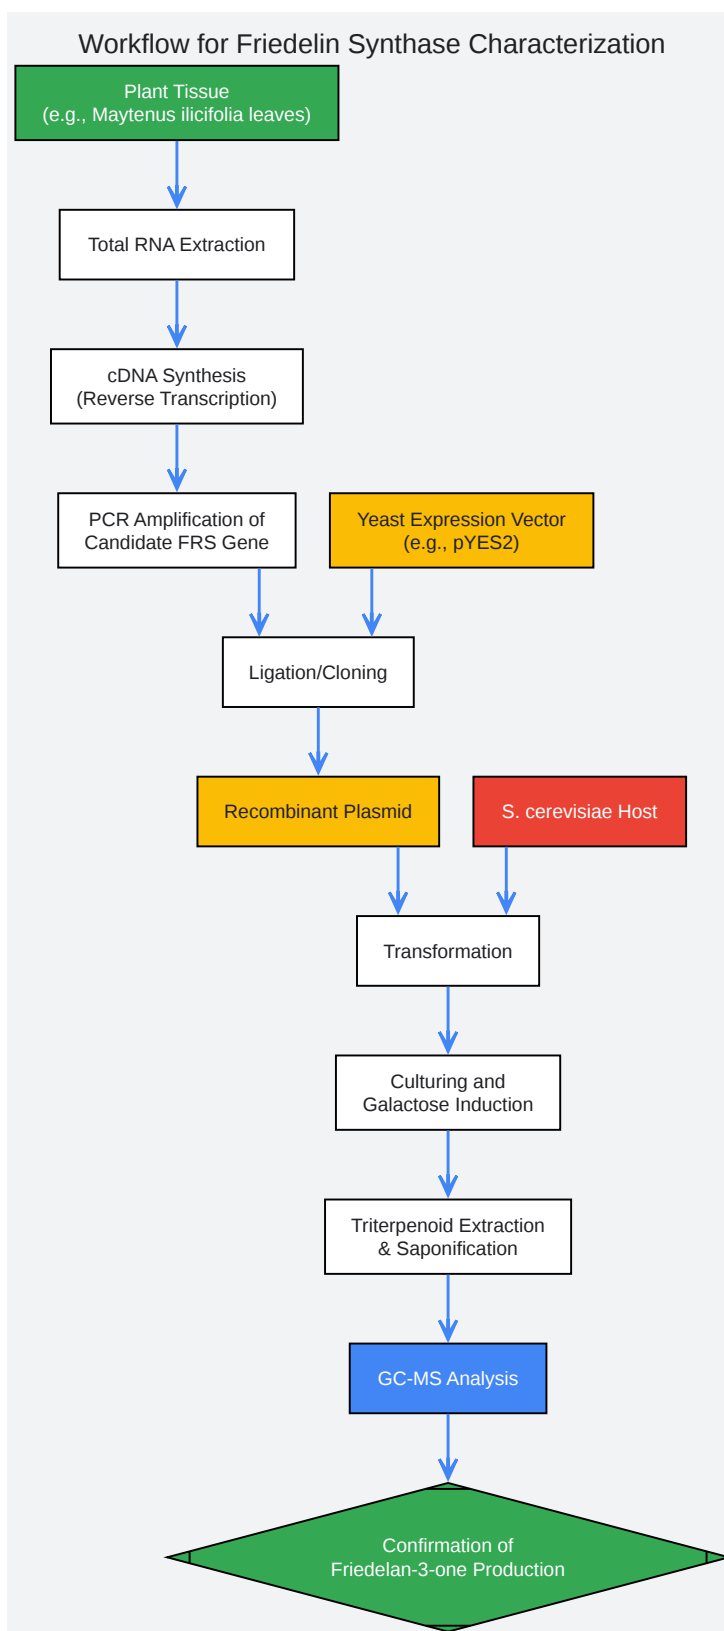 Workflow for Friedelin Synthase Characterization
Plant Tissue
(e.g., Maytenus ilicifolia leaves)
Total RNA Extraction
cDNA Synthesis
(Reverse Transcription)
PCR Amplification of
Candidate FRS Gene
Yeast Expression Vector
(e.g., pYES2)
Ligation/Cloning
Recombinant Plasmid
S. cerevisiae Host
Transformation
Culturing and
Galactose Induction
Triterpenoid Extraction
& Saponification
GC-MS Analysis
Confirmation of
Friedelan-3-one Production